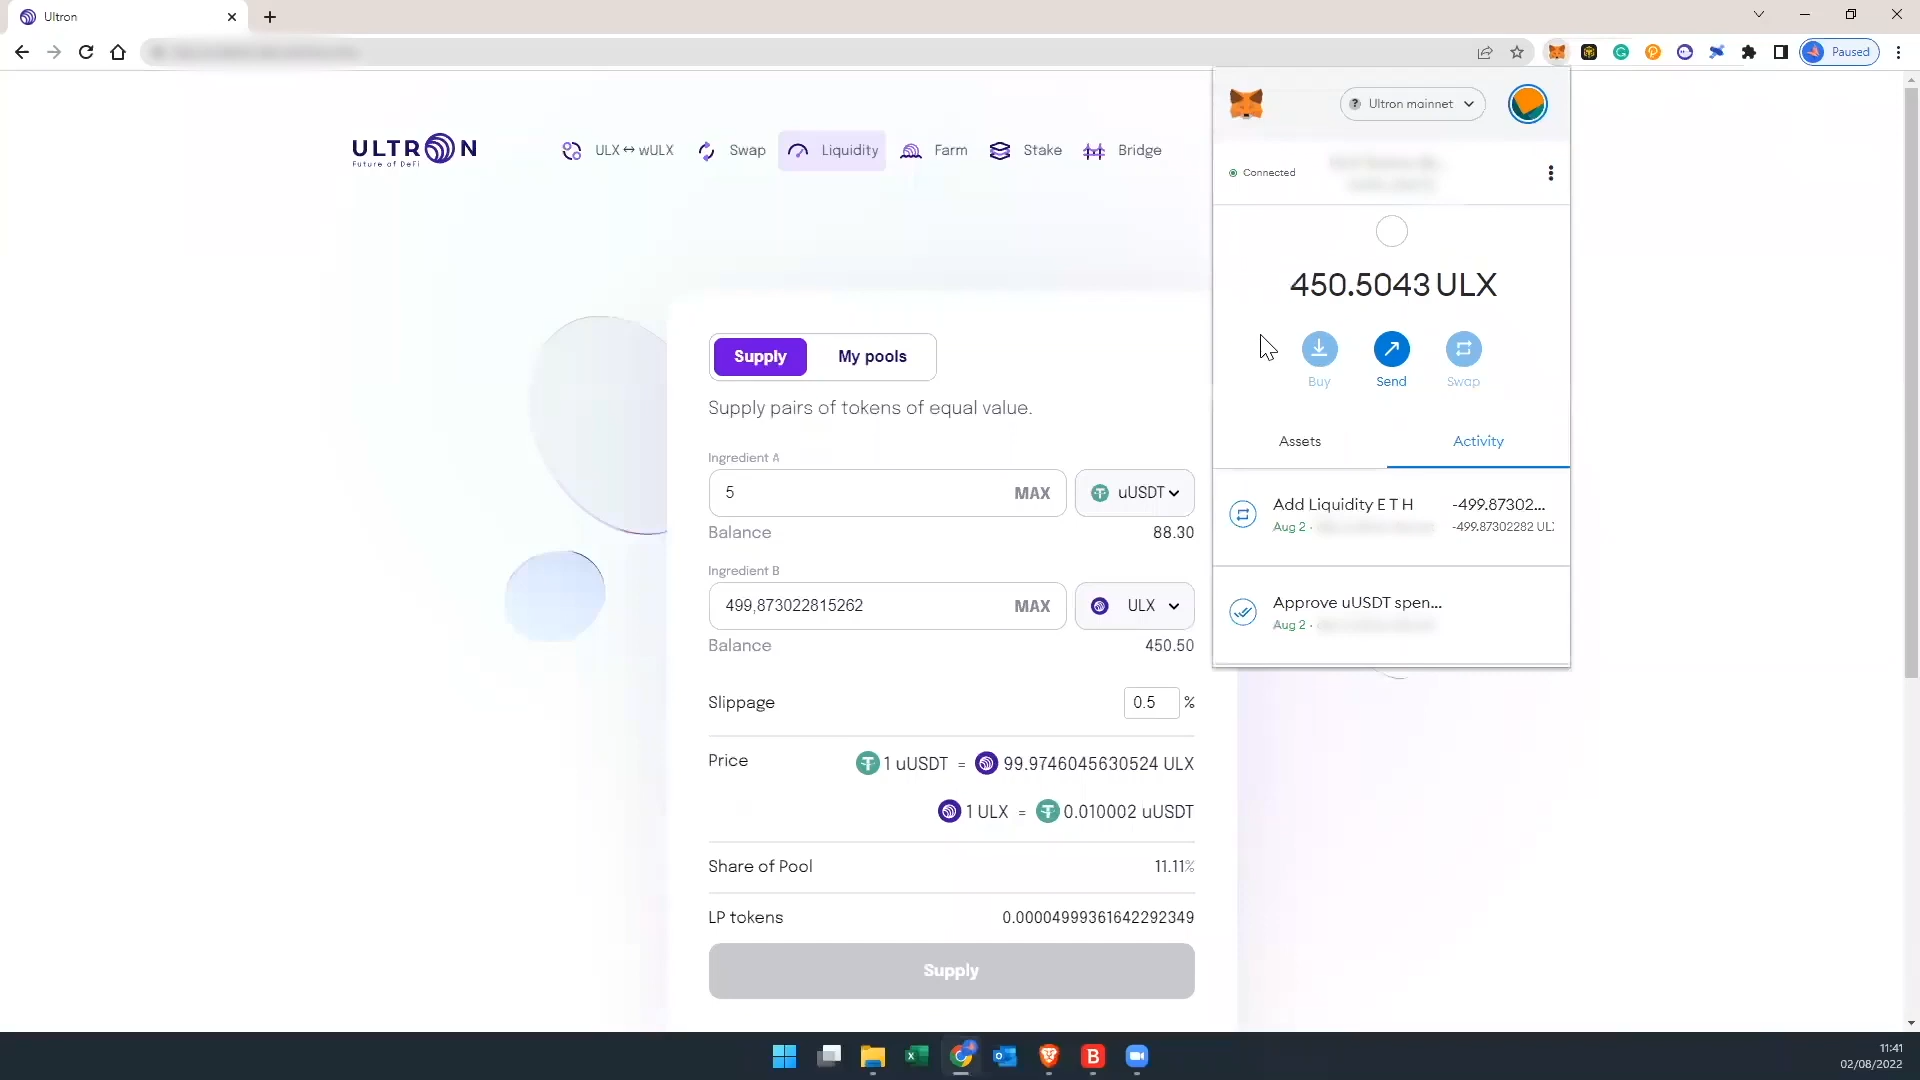 Ultron
Paused
ULTRON
Future of DeFi
ULX ↔ wULX
Swap
Liquidity
Farm
Stake
Bridge
Supply
My pools
Supply pairs of tokens of equal value.
Ingredient A
5
MAX
uUSDT
Balance
88.30
Ingredient B
499,873022815262
MAX
ULX
Balance
450.50
Slippage
0.5 %
Price
1 uUSDT = 99.9746045630524 ULX
1 ULX = 0.010002 uUSDT
Share of Pool
11.11%
LP tokens
0.00004999361642292349
Supply
Ultron mainnet
Connected
450.5043 ULX
Buy
Send
Swap
Assets
Activity
Add Liquidity E T H
-499.87302...
Aug 2 ·
-499.87302282 UL
Approve uUSDT spen...
Aug 2 ·
11:41
02/08/2022